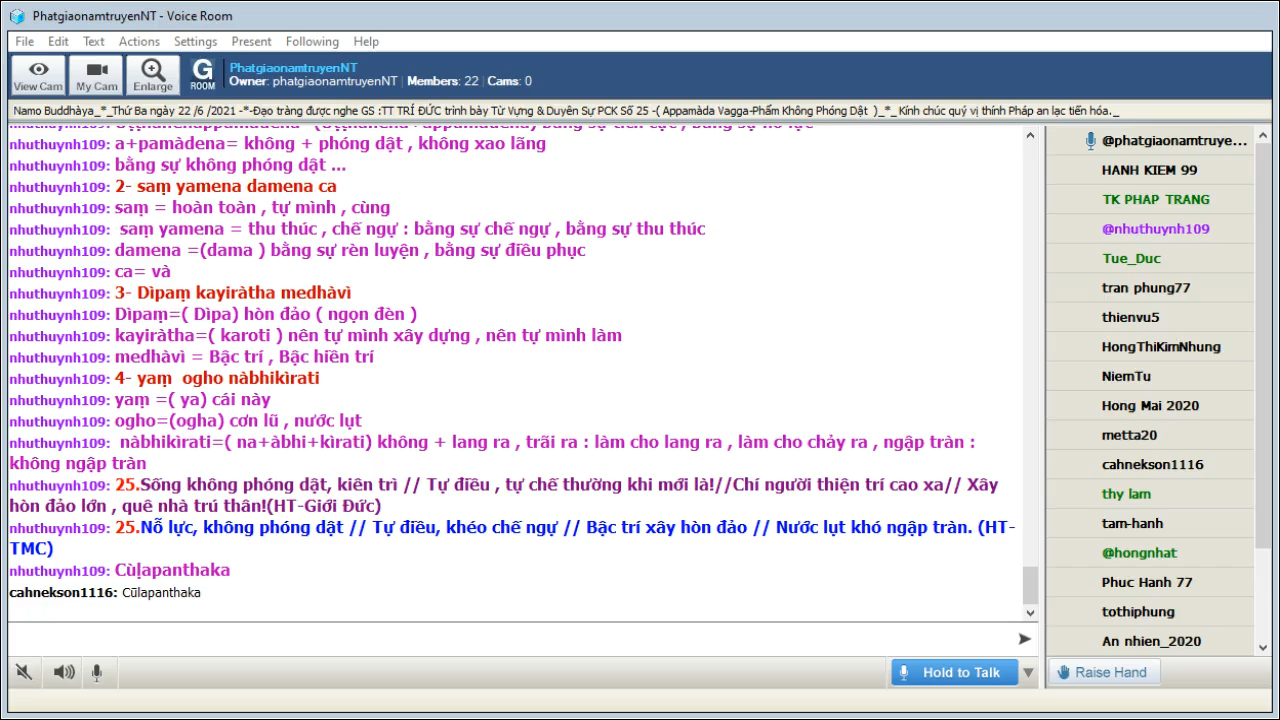 PhatgiaonamtruyenNT - Voice Room
File Edit Text Actions Settings Present Following Help
View Cam
My Cam
Enlarge
G ROOM
PhatgiaonamtruyenNT
Owner: phatgiaonamtruyenNT | Members: 22 | Cams: 0
Namo Buddhàya_*_Thứ Ba ngày 22 /6 /2021 -*-Đạo tràng được nghe GS :TT TRÍ ĐỨC trình bày Từ Vựng & Duyên Sự PCK Số 25 -( Appamàda Vagga-Phẩm Không Phóng Dật )_*_Kính chúc quý vị thính Pháp an lạc tiến hóa._
nhuthuynh109: a+pamàdena= không + phóng dật , không xao lãng
nhuthuynh109: bằng sự không phóng dật ...
nhuthuynh109: 2- saṃ yamena damena ca
nhuthuynh109: saṃ = hoàn toàn , tự mình , cùng
nhuthuynh109: saṃ yamena = thu thúc , chế ngự : bằng sự chế ngự , bằng sự thu thúc
nhuthuynh109: damena =(dama ) bằng sự rèn luyện , bằng sự điều phục
nhuthuynh109: ca= và
nhuthuynh109: 3- Dìpaṃ kayiràtha medhàvì
nhuthuynh109: Dìpaṃ=( Dìpa) hòn đảo ( ngọn đèn )
nhuthuynh109: kayiràtha=( karoti ) nên tự mình xây dựng , nên tự mình làm
nhuthuynh109: medhàvì = Bậc trí , Bậc hiền trí
nhuthuynh109: 4- yaṃ ogho nàbhikìrati
nhuthuynh109: yaṃ =( ya) cái này
nhuthuynh109: ogho=(ogha) cơn lũ , nước lụt
nhuthuynh109: nàbhikìrati=( na+àbhi+kìrati) không + lang ra , trãi ra : làm cho lang ra , làm cho chảy ra , ngập tràn :
không ngập tràn
nhuthuynh109: 25.Sống không phóng dật, kiên trì // Tự điều , tự chế thường khi mới là!//Chí người thiện trí cao xa// Xây
hòn đảo lớn , quê nhà trú thân!(HT-Giới Đức)
nhuthuynh109: 25.Nỗ lực, không phóng dật // Tự điều, khéo chế ngự // Bậc trí xây hòn đảo // Nước lụt khó ngập tràn. (HT-
TMC)
nhuthuynh109: Cùḷapanthaka
cahnekson1116: Cūlapanthaka
Hold to Talk
@phatgiaonamtruye...
HANH KIEM 99
TK PHAP TRANG
@nhuthuynh109
Tue_Duc
tran phung77
thienvu5
HongThiKimNhung
NiemTu
Hong Mai 2020
metta20
cahnekson1116
thy lam
tam-hanh
@hongnhat
Phuc Hanh 77
tothiphung
An nhien_2020
Raise Hand